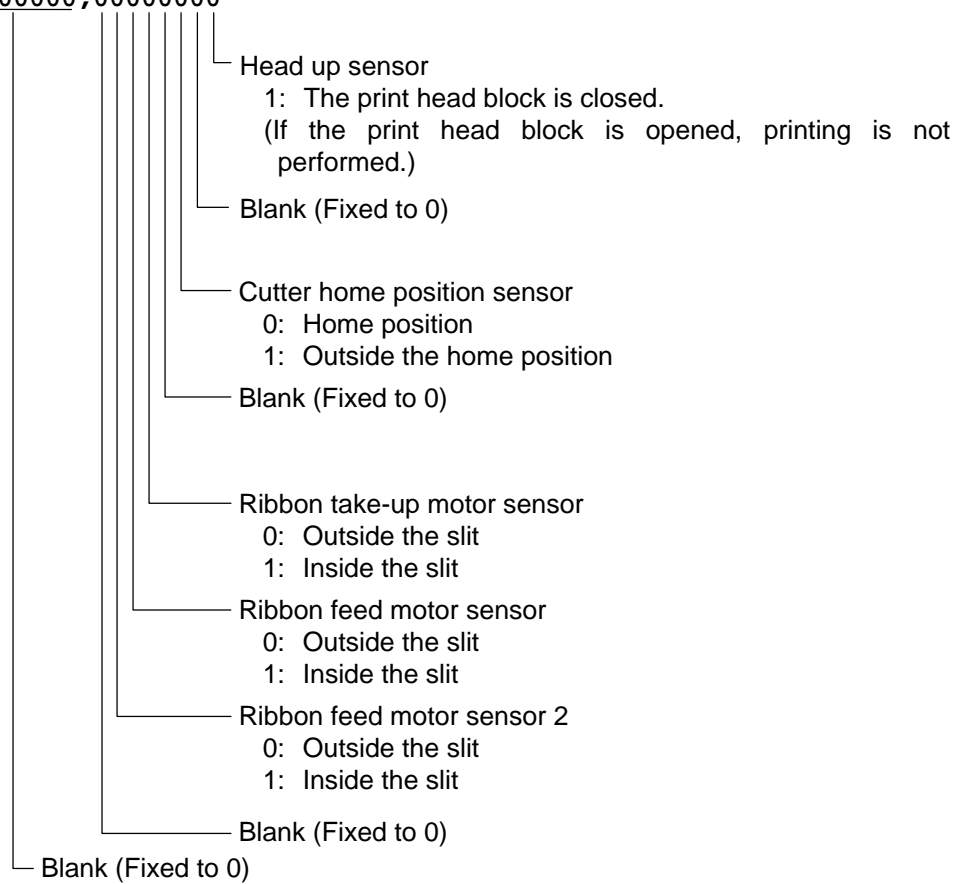 00000,00000000
Head up sensor
1: The print head block is closed.
(If the print head block is opened, printing is not
performed.)
Blank (Fixed to 0)
Cutter home position sensor
0: Home position
1: Outside the home position
Blank (Fixed to 0)
Ribbon take-up motor sensor
0: Outside the slit
1: Inside the slit
Ribbon feed motor sensor
0: Outside the slit
1: Inside the slit
Ribbon feed motor sensor 2
0: Outside the slit
1: Inside the slit
Blank (Fixed to 0)
Blank (Fixed to 0)